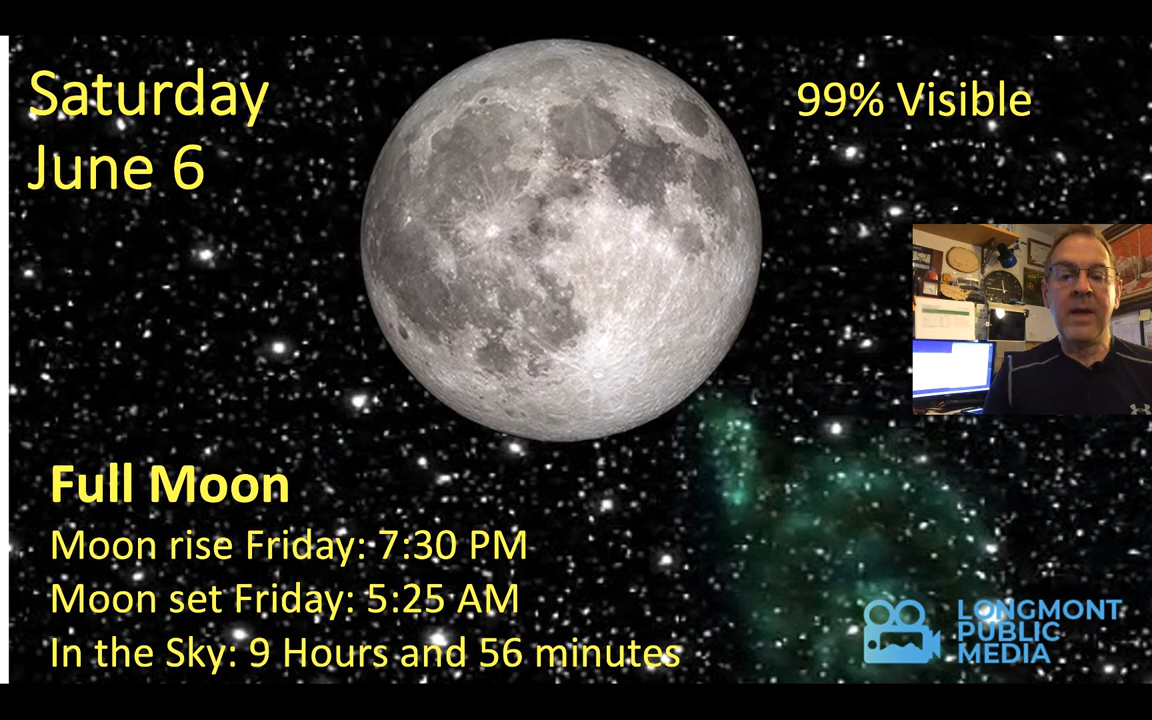 Saturday
June 6
99% Visible
Full Moon
Moon rise Friday: 7:30 PM
Moon set Friday: 5:25 AM
In the Sky: 9 Hours and 56 minutes
LONGMONT
PUBLIC
MEDIA